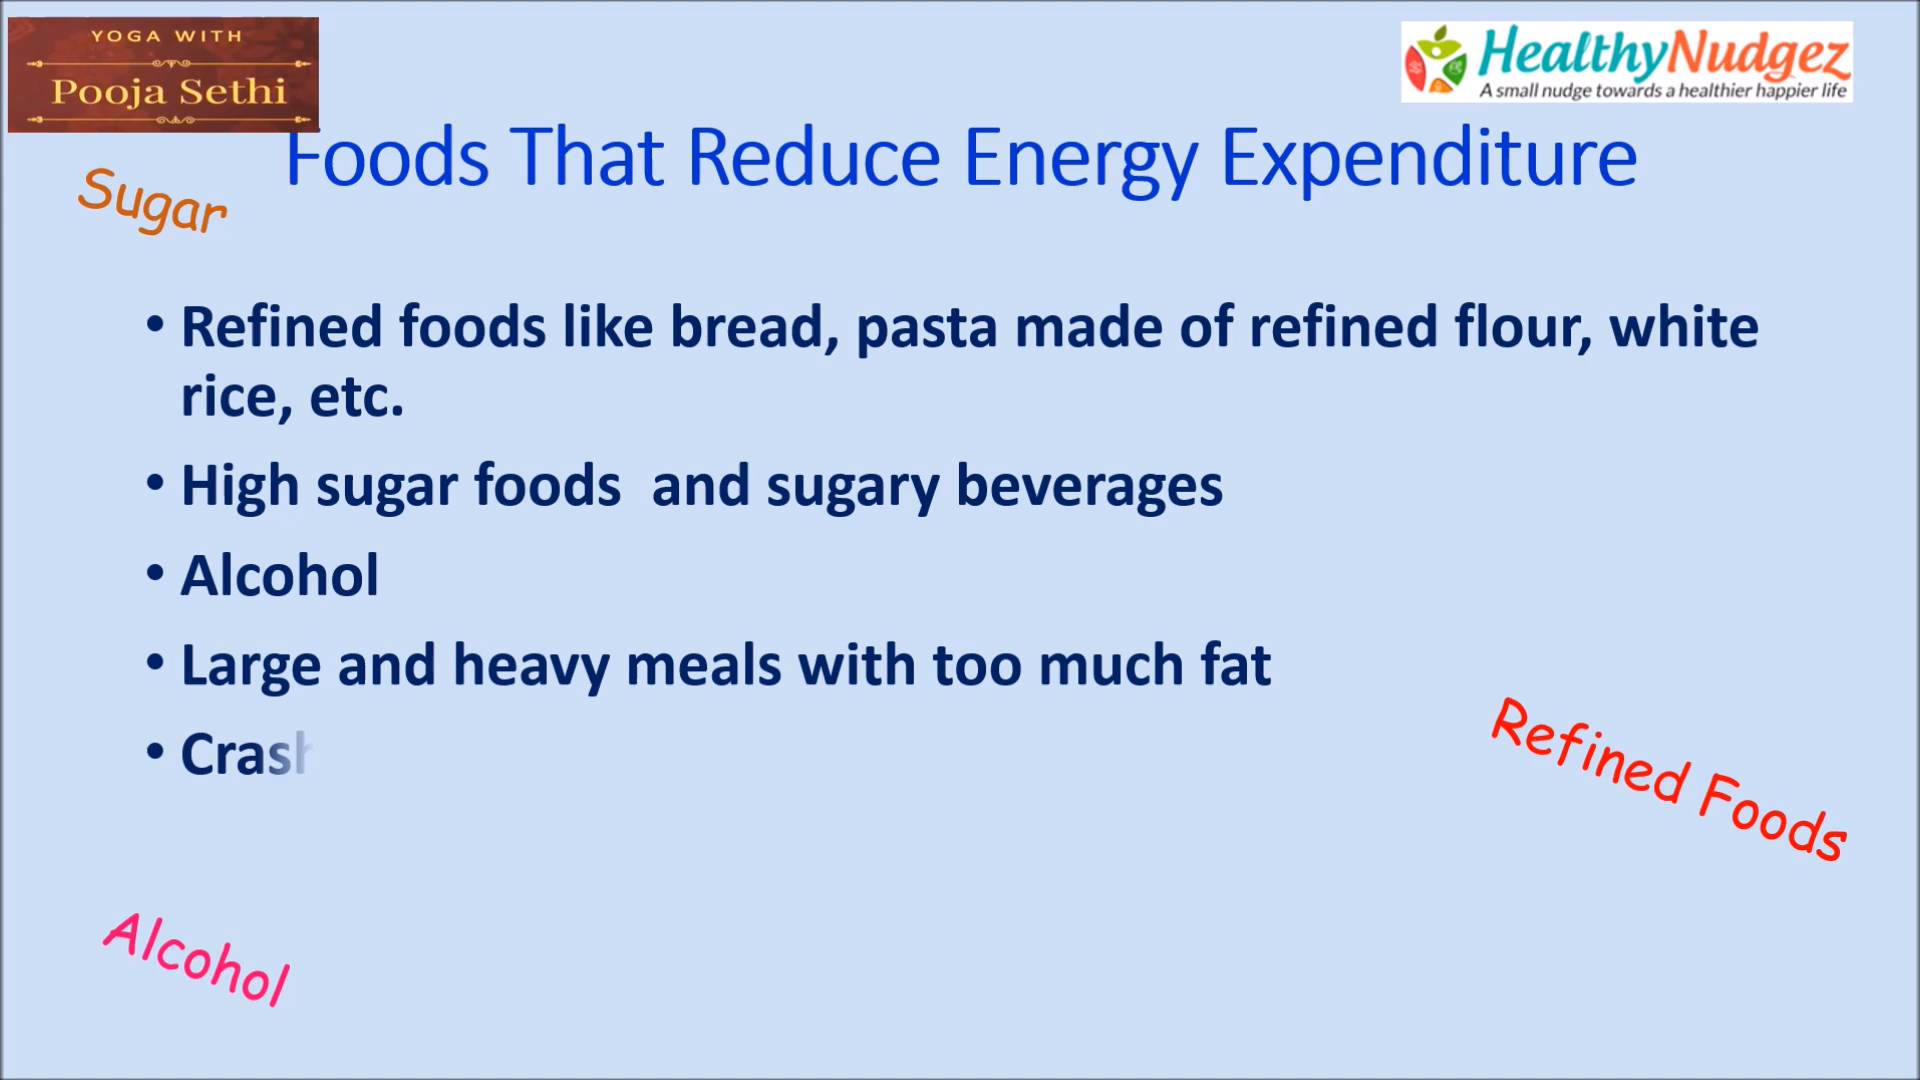 YOGA WITH
Pooja Sethi
HealthyNudgez
A small nudge towards a healthier happier life
Foods That Reduce Energy Expenditure
Sugar
• Refined foods like bread, pasta made of refined flour, white
rice, etc.
• High sugar foods  and sugary beverages
• Alcohol
• Large and heavy meals with too much fat
• Crash
Refined Foods
Alcohol